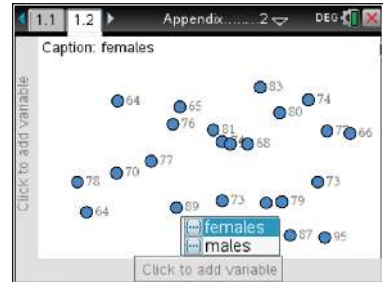 1.1 1.2 Appendix........2 DEG
Caption: females
Click to add variable
83
64 74
65 80
76 81 77 66
68
77
70
78 73
73 79
64 89
females
87 95
males
Click to add variable